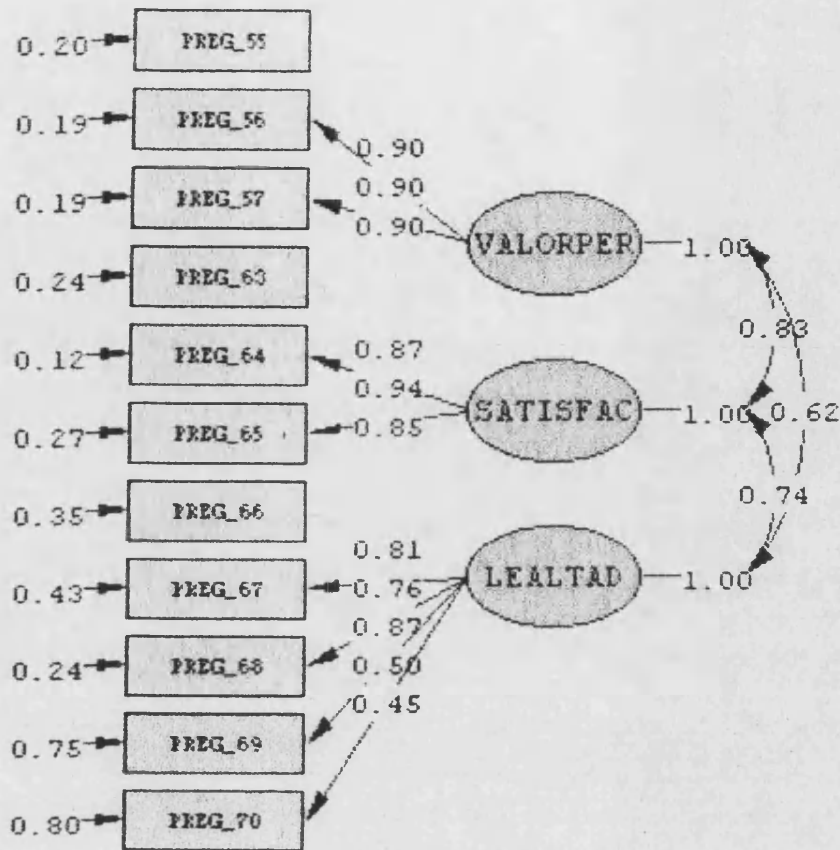 0.20 PREG_55
0.19 PREG_56
0.90
0.19 PREG_57
0.90
0.90
VALORPER 1.00
0.24 PREG_63
0.83
0.12 PREG_64
0.87
0.94
SATISFAC 1.00
0.62
0.27 PREG_65
0.85
0.74
0.35 PREG_66
0.81
LEALTAD 1.00
0.43 PREG_67
0.76
0.87
0.24 PREG_68
0.50
0.45
0.75 PREG_69
0.80 PREG_70